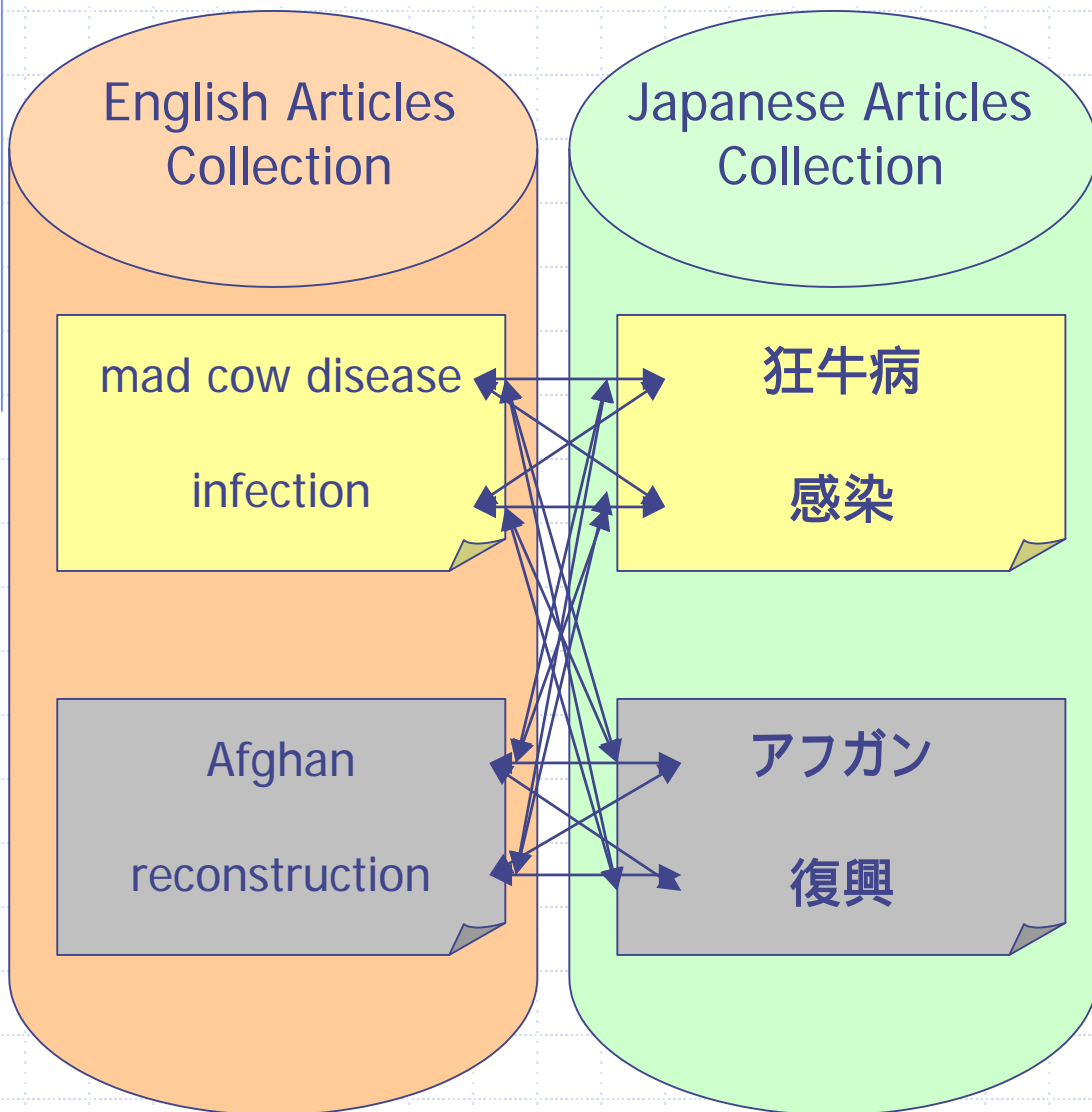 English Articles
Collection
mad cow disease
infection
Afghan
reconstruction
Japanese Articles
Collection
狂牛病
感染
アフガン
復興